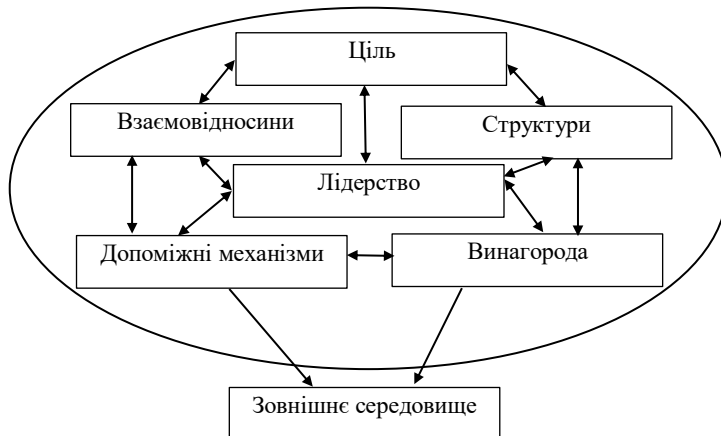 Ціль
Взаємовідносини
Структури
Лідерство
Допоміжні механізми
Винагорода
Зовнішнє середовище